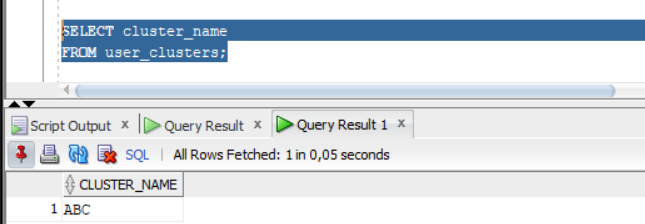 SELECT cluster_name
FROM user_clusters;
Script Output x Query Result x Query Result 1 x
SQL | All Rows Fetched: 1 in 0,05 seconds
CLUSTER_NAME
1 ABC